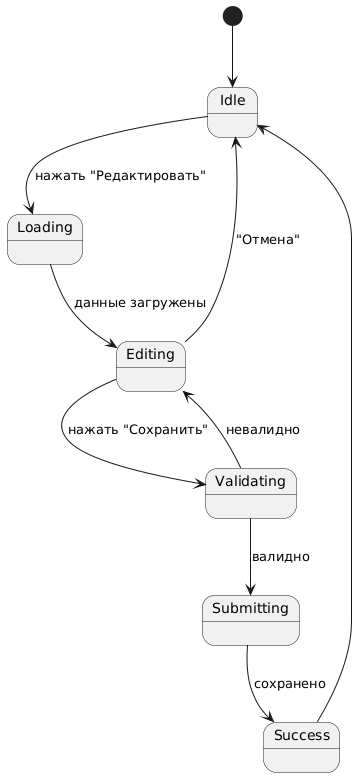 Idle
нажать "Редактировать"
Loading
"Отмена"
данные загружены
Editing
нажать "Сохранить"
невалидно
Validating
валидно
Submitting
сохранено
Success